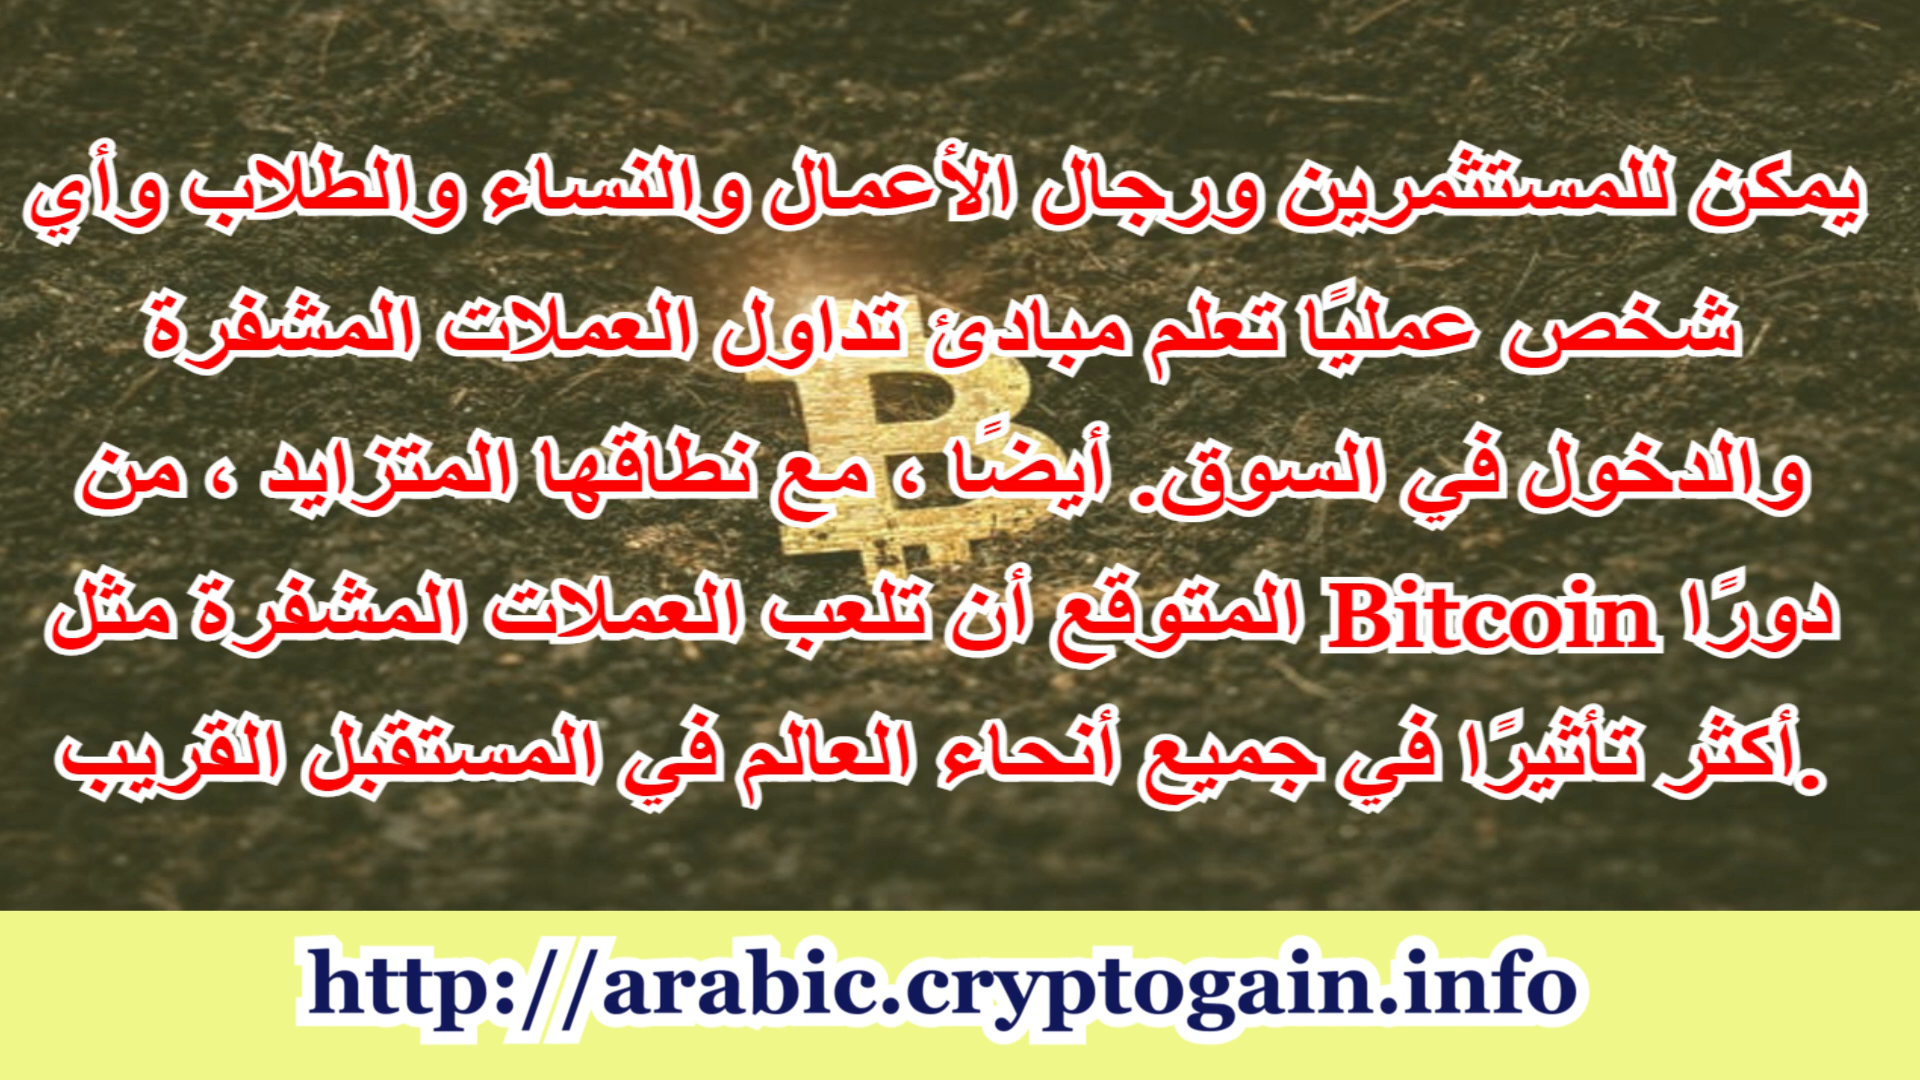 يمكن للمستثمرين ورجال الأعمال والنساء والطلاب وأي
شخص عمليًا تعلم مبادئ تداول العملات المشفرة
والدخول في السوق. أيضًا ، مع نطاقها المتزايد ، من
المتوقع أن تلعب العملات المشفرة مثل Bitcoin دورًا
أكثر تأثيرًا في جميع أنحاء العالم في المستقبل القريب.
http://arabic.cryptogain.info